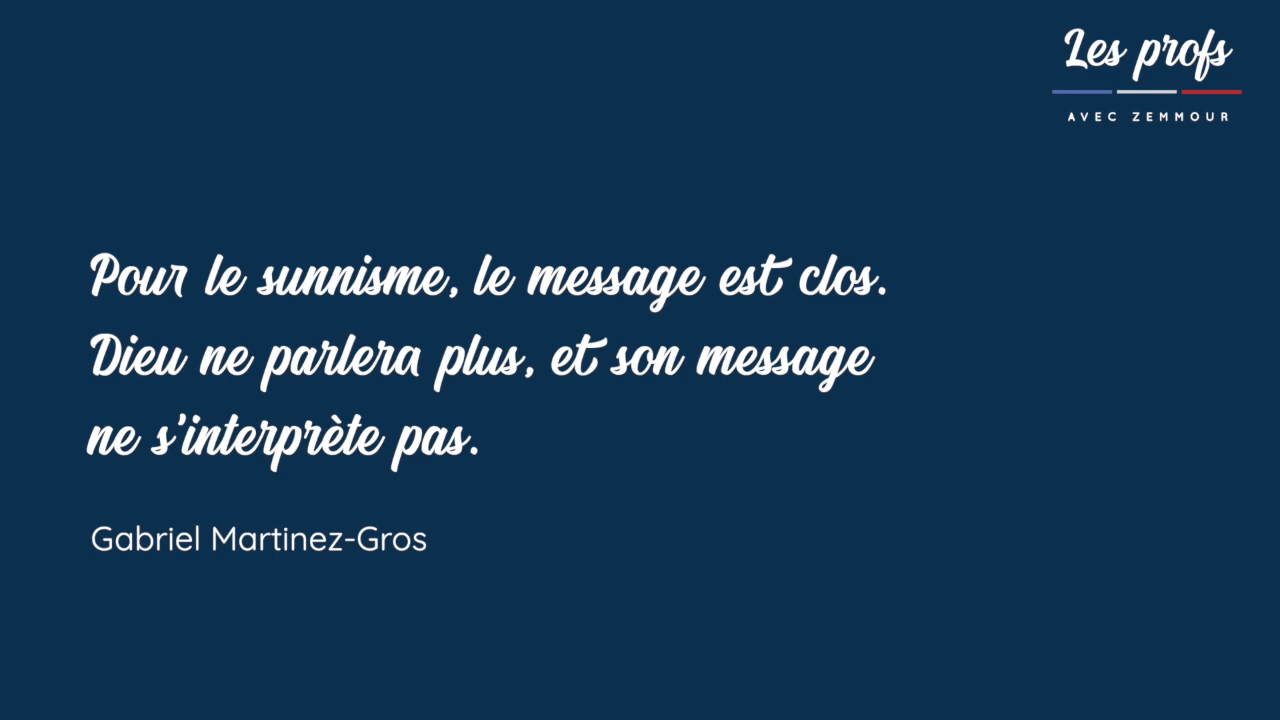 Les profs
AVEC ZEMMOUR
Pour le sunnisme, le message est clos.
Dieu ne parlera plus, et son message
ne s'interprète pas.
Gabriel Martinez-Gros